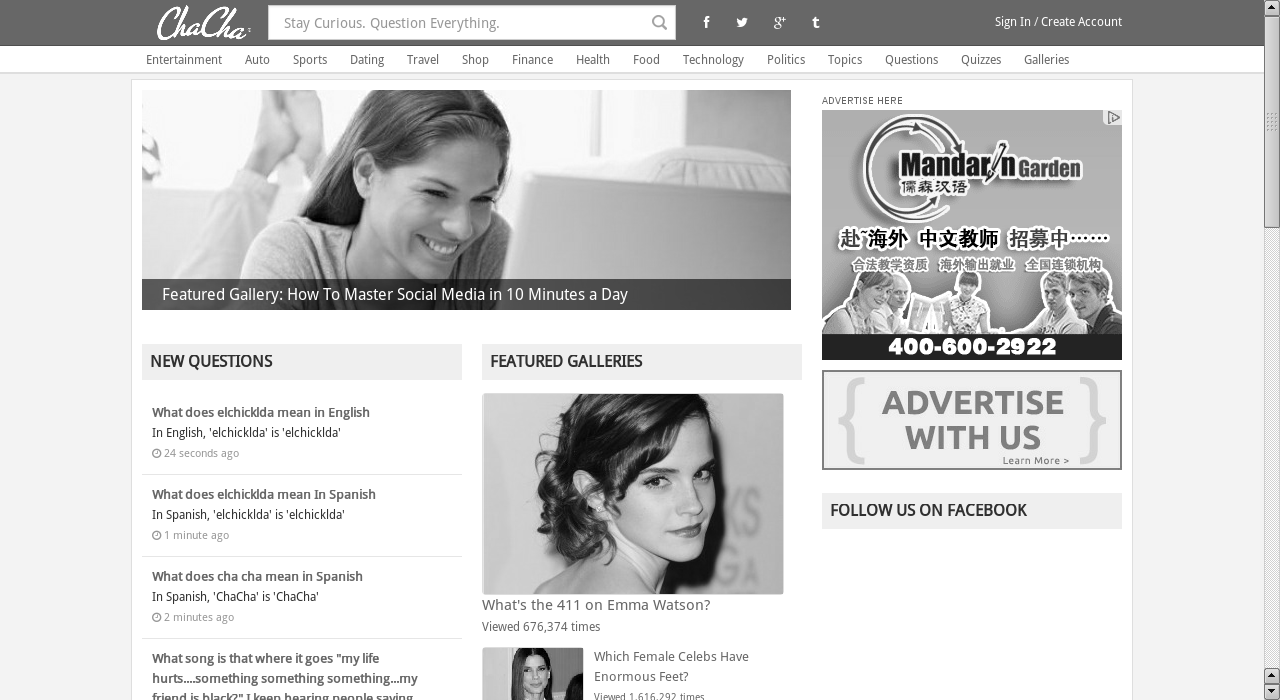 ChaCha
Stay Curious. Question Everything.
Sign In / Create Account
Entertainment Auto Sports Dating Travel Shop Finance Health Food Technology Politics Topics Questions Quizzes Galleries
Featured Gallery: How To Master Social Media in 10 Minutes a Day
ADVERTISE HERE
Mandarin Garden
儒森汉语
赴~海外 中文教师 招募中……
合法教学资质 海外输出就业 全国连锁机构
400-600-2922
ADVERTISE
WITH US
Learn More >
FOLLOW US ON FACEBOOK
NEW QUESTIONS
What does elchicklda mean in English
In English, 'elchicklda' is 'elchicklda'
24 seconds ago
What does elchicklda mean In Spanish
In Spanish, 'elchicklda' is 'elchicklda'
1 minute ago
What does cha cha mean in Spanish
In Spanish, 'ChaCha' is 'ChaCha'
2 minutes ago
What song is that where it goes "my life
hurts....something something something...my
friend is black?" I keep hearing people saying
FEATURED GALLERIES
What's the 411 on Emma Watson?
Viewed 676,374 times
Which Female Celebs Have
Enormous Feet?
Viewed 1,616,292 times